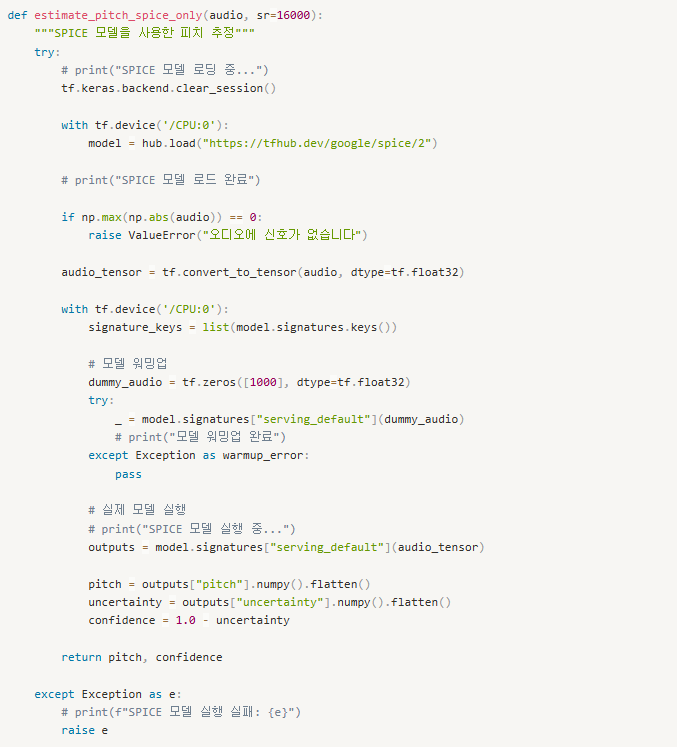 def estimate_pitch_spice_only(audio, sr=16000):
    """SPICE 모델을 사용한 피치 추정"""
    try:
        # print("SPICE 모델 로딩 중...")
        tf.keras.backend.clear_session()

        with tf.device('/CPU:0'):
            model = hub.load("https://tfhub.dev/google/spice/2")

        # print("SPICE 모델 로드 완료")

        if np.max(np.abs(audio)) == 0:
            raise ValueError("오디오에 신호가 없습니다")

        audio_tensor = tf.convert_to_tensor(audio, dtype=tf.float32)

        with tf.device('/CPU:0'):
            signature_keys = list(model.signatures.keys())

            # 모델 워밍업
            dummy_audio = tf.zeros([1000], dtype=tf.float32)
            try:
                _ = model.signatures["serving_default"](dummy_audio)
                # print("모델 워밍업 완료")
            except Exception as warmup_error:
                pass

            # 실제 모델 실행
            # print("SPICE 모델 실행 중...")
            outputs = model.signatures["serving_default"](audio_tensor)

            pitch = outputs["pitch"].numpy().flatten()
            uncertainty = outputs["uncertainty"].numpy().flatten()
            confidence = 1.0 - uncertainty

        return pitch, confidence

    except Exception as e:
        # print(f"SPICE 모델 실행 실패: {e}")
        raise e